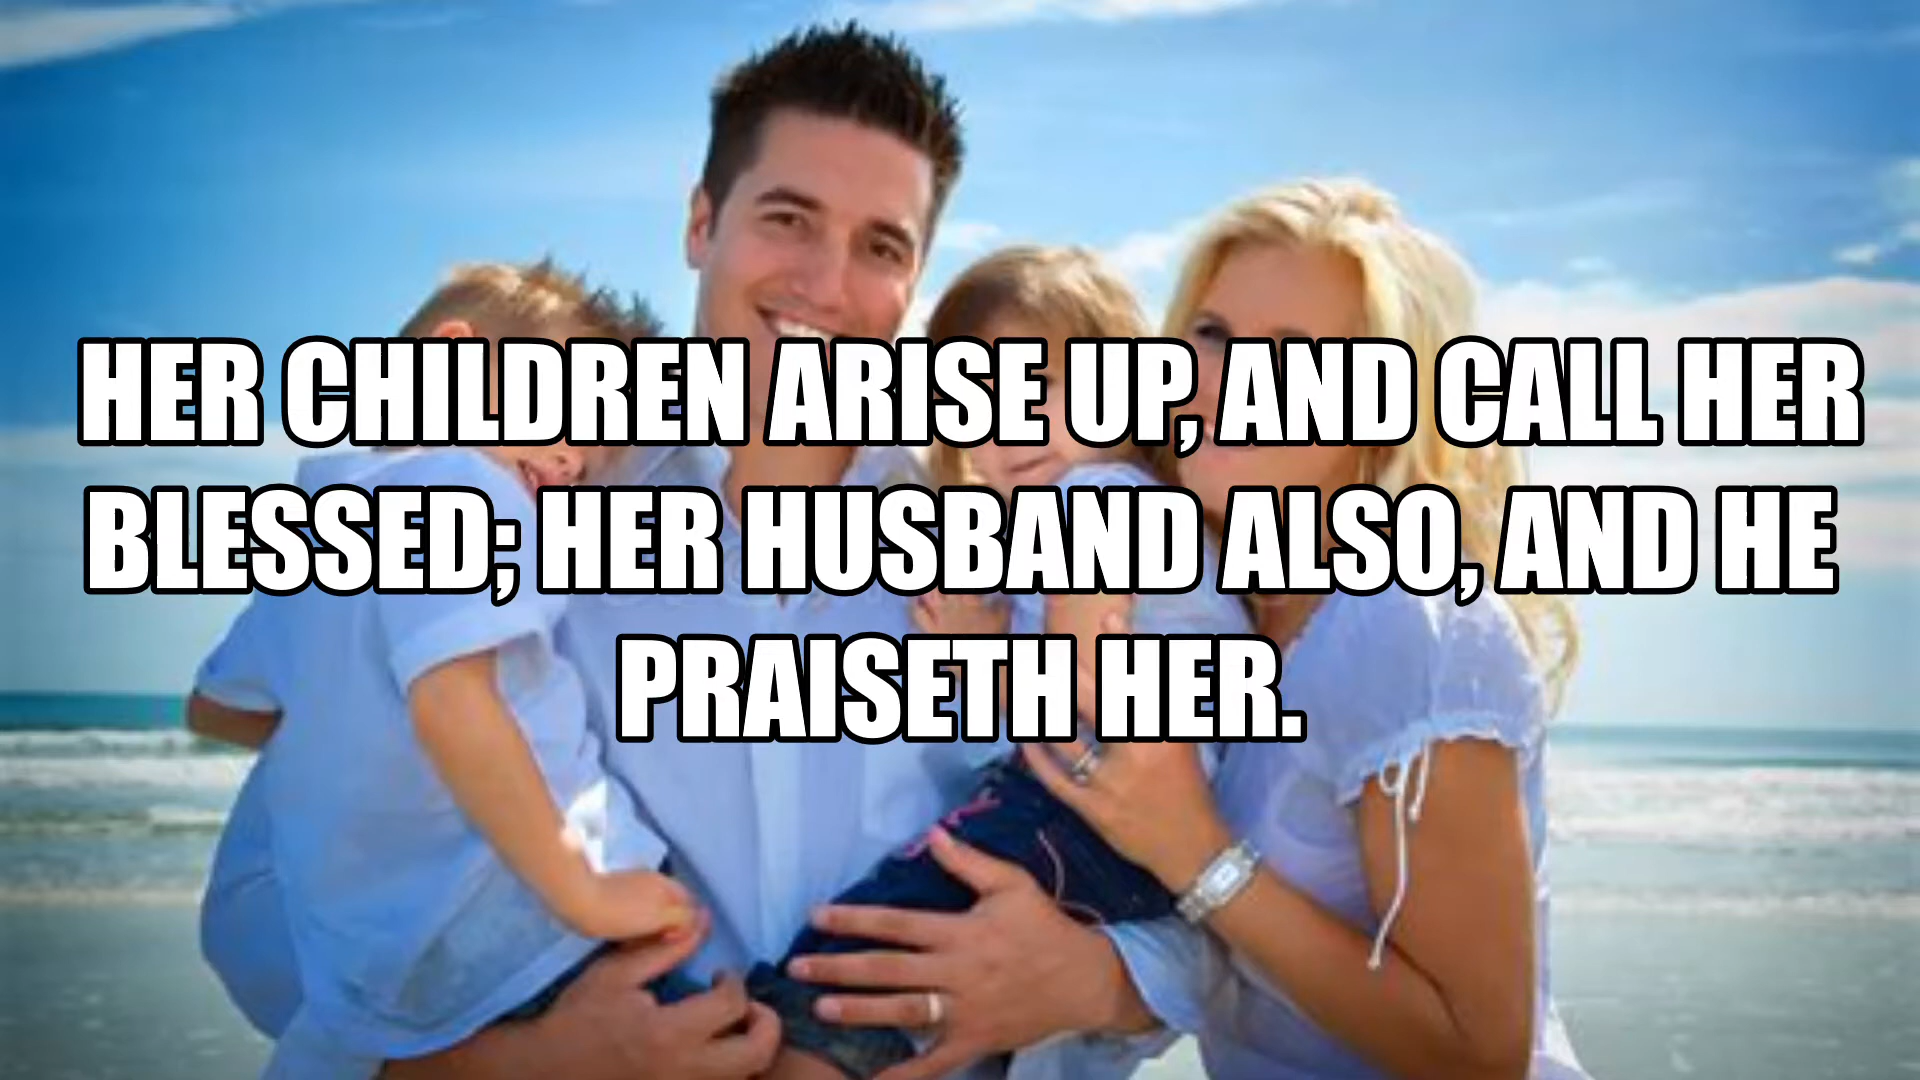 HER CHILDREN ARISE UP, AND CALL HER
BLESSED; HER HUSBAND ALSO, AND HE
PRAISETH HER.